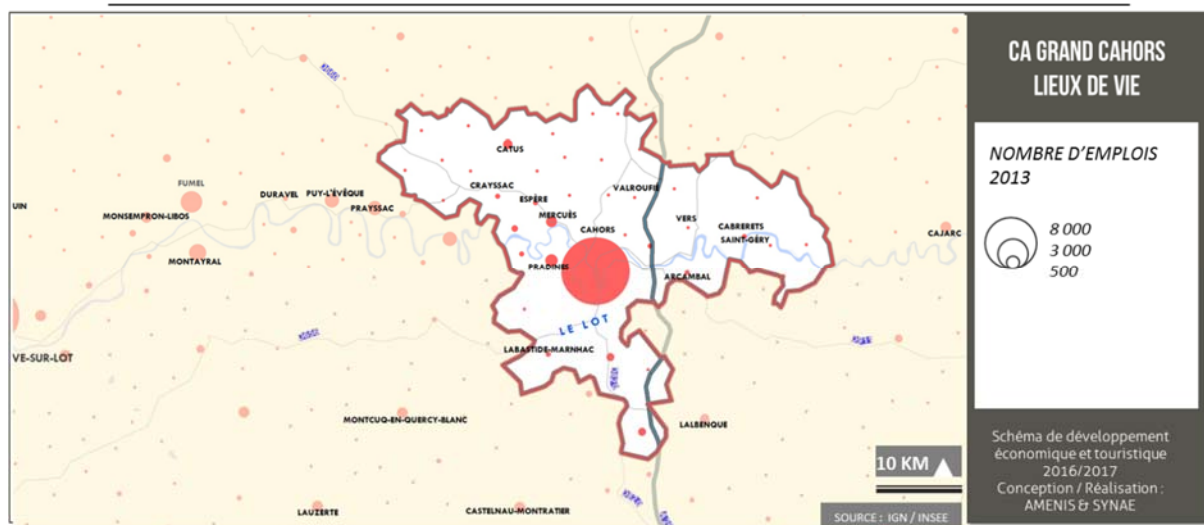 CA GRAND CAHORS
LIEUX DE VIE
NOMBRE D'EMPLOIS
2013
8 000
3 000
500
Schéma de développement
économique et touristique
2016/2017
Conception / Réalisation :
AMENIS & SYNAE
CATUS
CRAYSSAC
ESPÈRE
MERCUÈS
VALROUFIÉ
CAHORS
VERS
CABRERETS
SAINT-GÉRY
CAJARC
PRADINES
ARCAMBAL
LE LOT
LABASTIDE-MARNHAC
FUMEL
DURAVEL
PUY-L'ÉVÊQUE
PRAYSSAC
UIN
MONSEMPRON-LIBOS
MONTAYRAL
VE-SUR-LOT
MONTCUQ-EN-QUERCY-BLANC
LALBENQUE
LAUZERTE
CASTELNAU-MONTRATIER
10 KM
SOURCE : IGN / INSEE